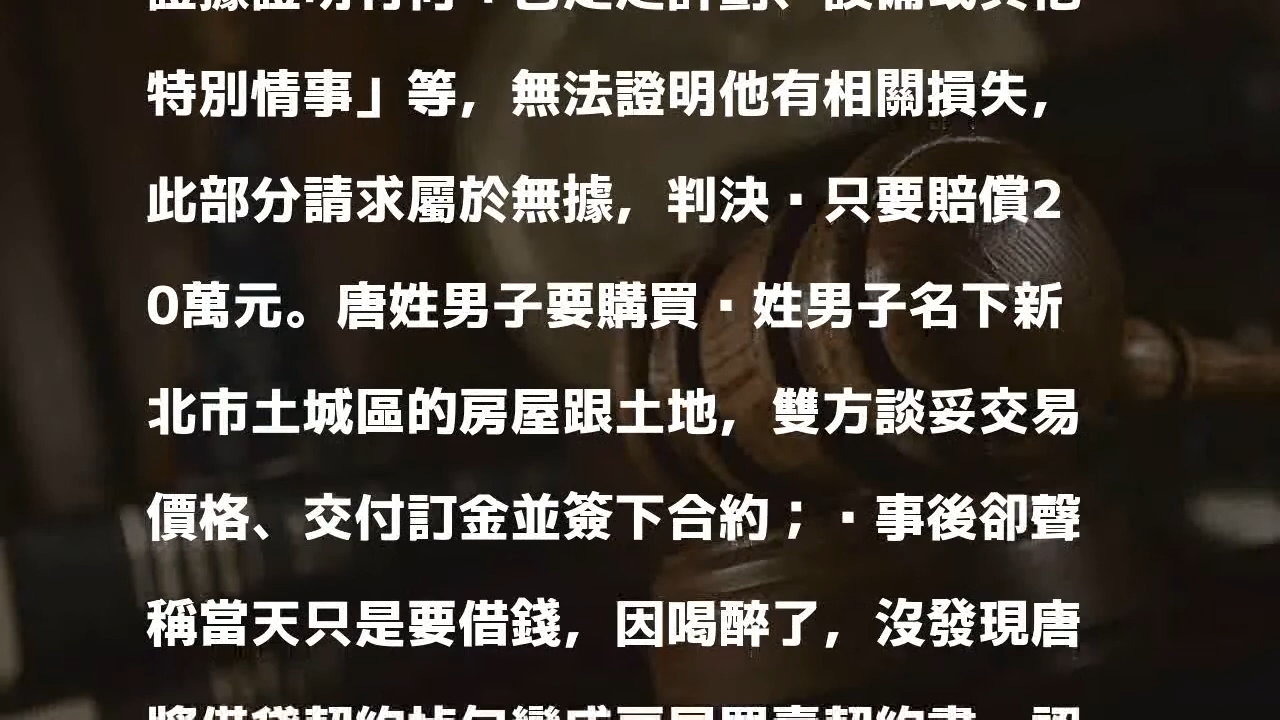 特別情事」等，無法證明他有相關損失，
此部分請求屬於無據，判決▪只要賠償2
0萬元。唐姓男子要購買▪姓男子名下新
北市土城區的房屋跟土地，雙方談妥交易
價格、交付訂金並簽下合約；▪事後卻聲
稱當天只是要借錢，因喝醉了，沒發現唐